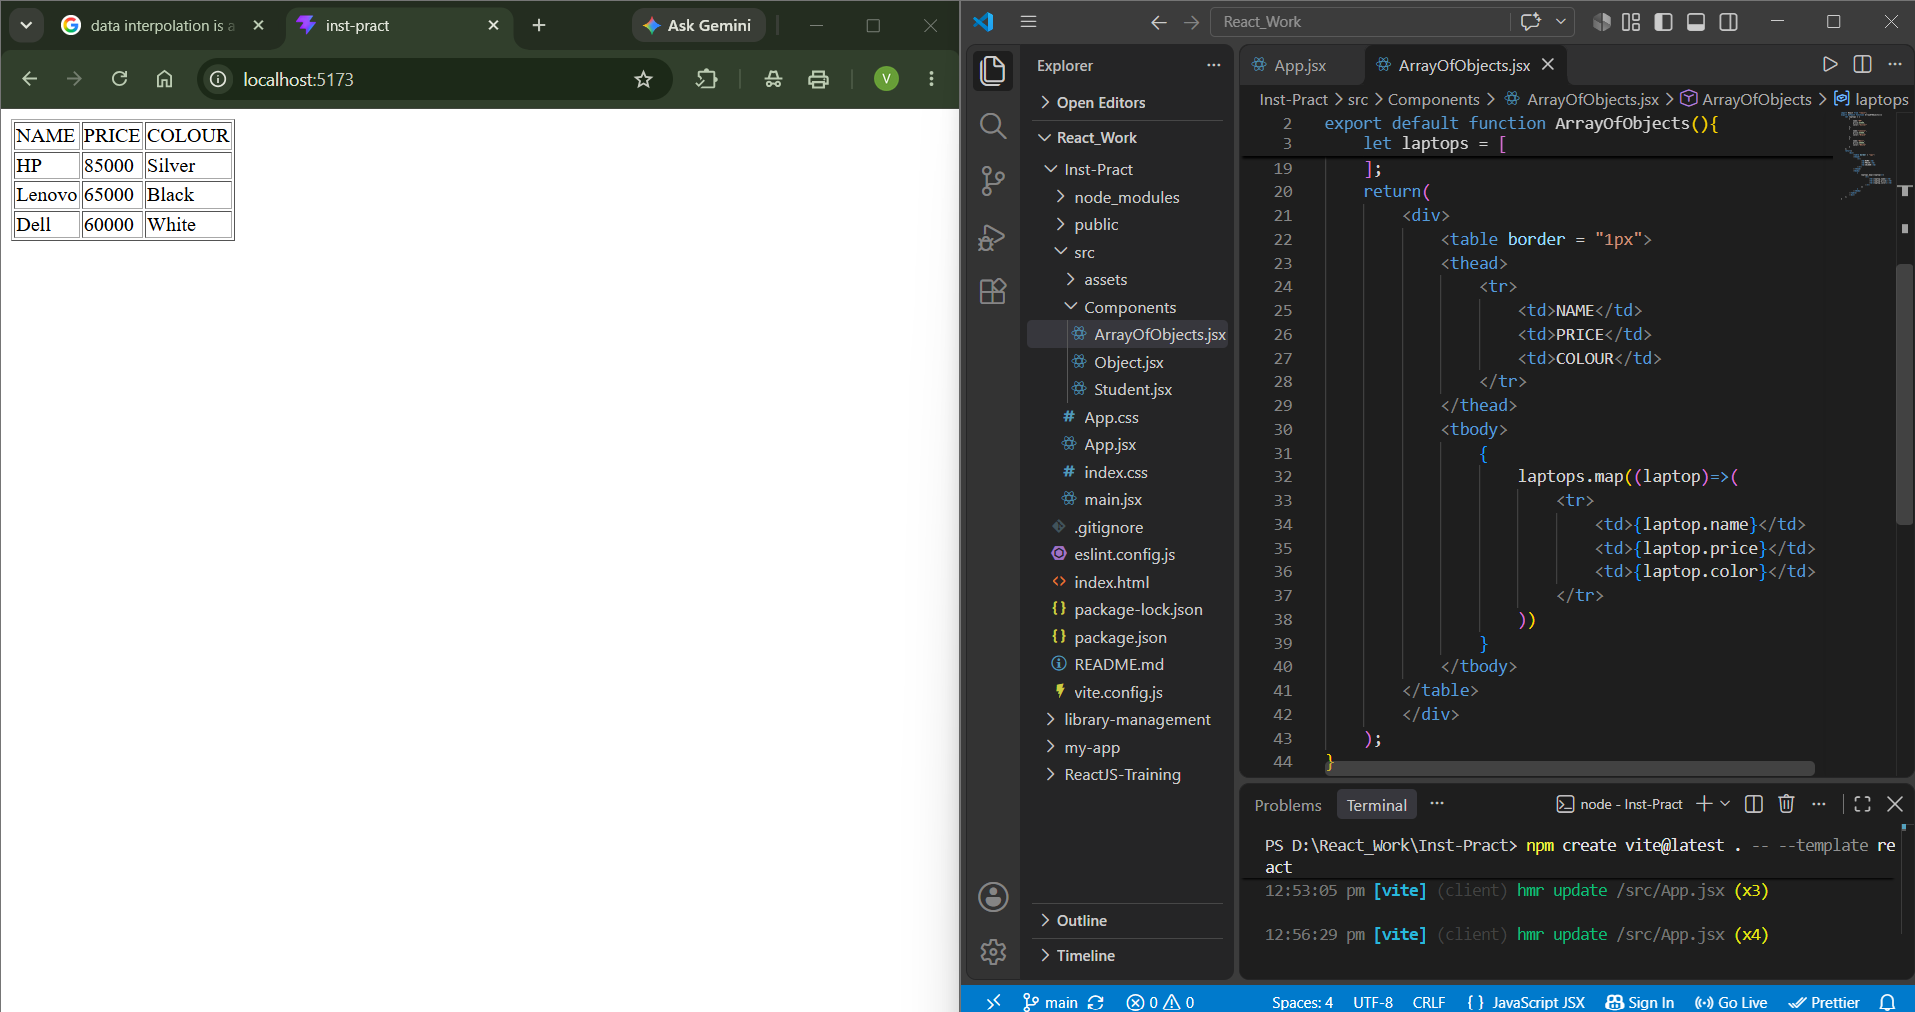 data interpolation is a
inst-pract
Ask Gemini
localhost:5173
V
NAME PRICE COLOUR
HP 85000 Silver
Lenovo 65000 Black
Dell 60000 White
React_Work
Explorer
Open Editors
React_Work
Inst-Pract
node_modules
public
src
assets
Components
ArrayOfObjects.jsx
Object.jsx
Student.jsx
App.css
App.jsx
index.css
main.jsx
.gitignore
eslint.config.js
index.html
package-lock.json
package.json
README.md
vite.config.js
library-management
my-app
ReactJS-Training
Outline
Timeline
App.jsx ArrayOfObjects.jsx
Inst-Pract > src > Components > ArrayOfObjects.jsx > ArrayOfObjects > laptops
2 export default function ArrayOfObjects(){
3 let laptops = [
19 ];
20 return(
21 <div>
22 <table border = "1px">
23 <thead>
24 <tr>
25 <td>NAME</td>
26 <td>PRICE</td>
27 <td>COLOUR</td>
28 </tr>
29 </thead>
30 <tbody>
31 {
32 laptops.map((laptop)=>(
33 <tr>
34 <td>{laptop.name}</td>
35 <td>{laptop.price}</td>
36 <td>{laptop.color}</td>
37 </tr>
38 ))
39 }
40 </tbody>
41 </table>
42 </div>
43 );
44 }
Problems Terminal node - Inst-Pract
PS D:\React_Work\Inst-Pract> npm create vite@latest . -- --template re
act
12:53:05 pm [vite] (client) hmr update /src/App.jsx (x3)
12:56:29 pm [vite] (client) hmr update /src/App.jsx (x4)
main 0 0 Spaces: 4 UTF-8 CRLF { } JavaScript JSX Sign In Go Live Prettier